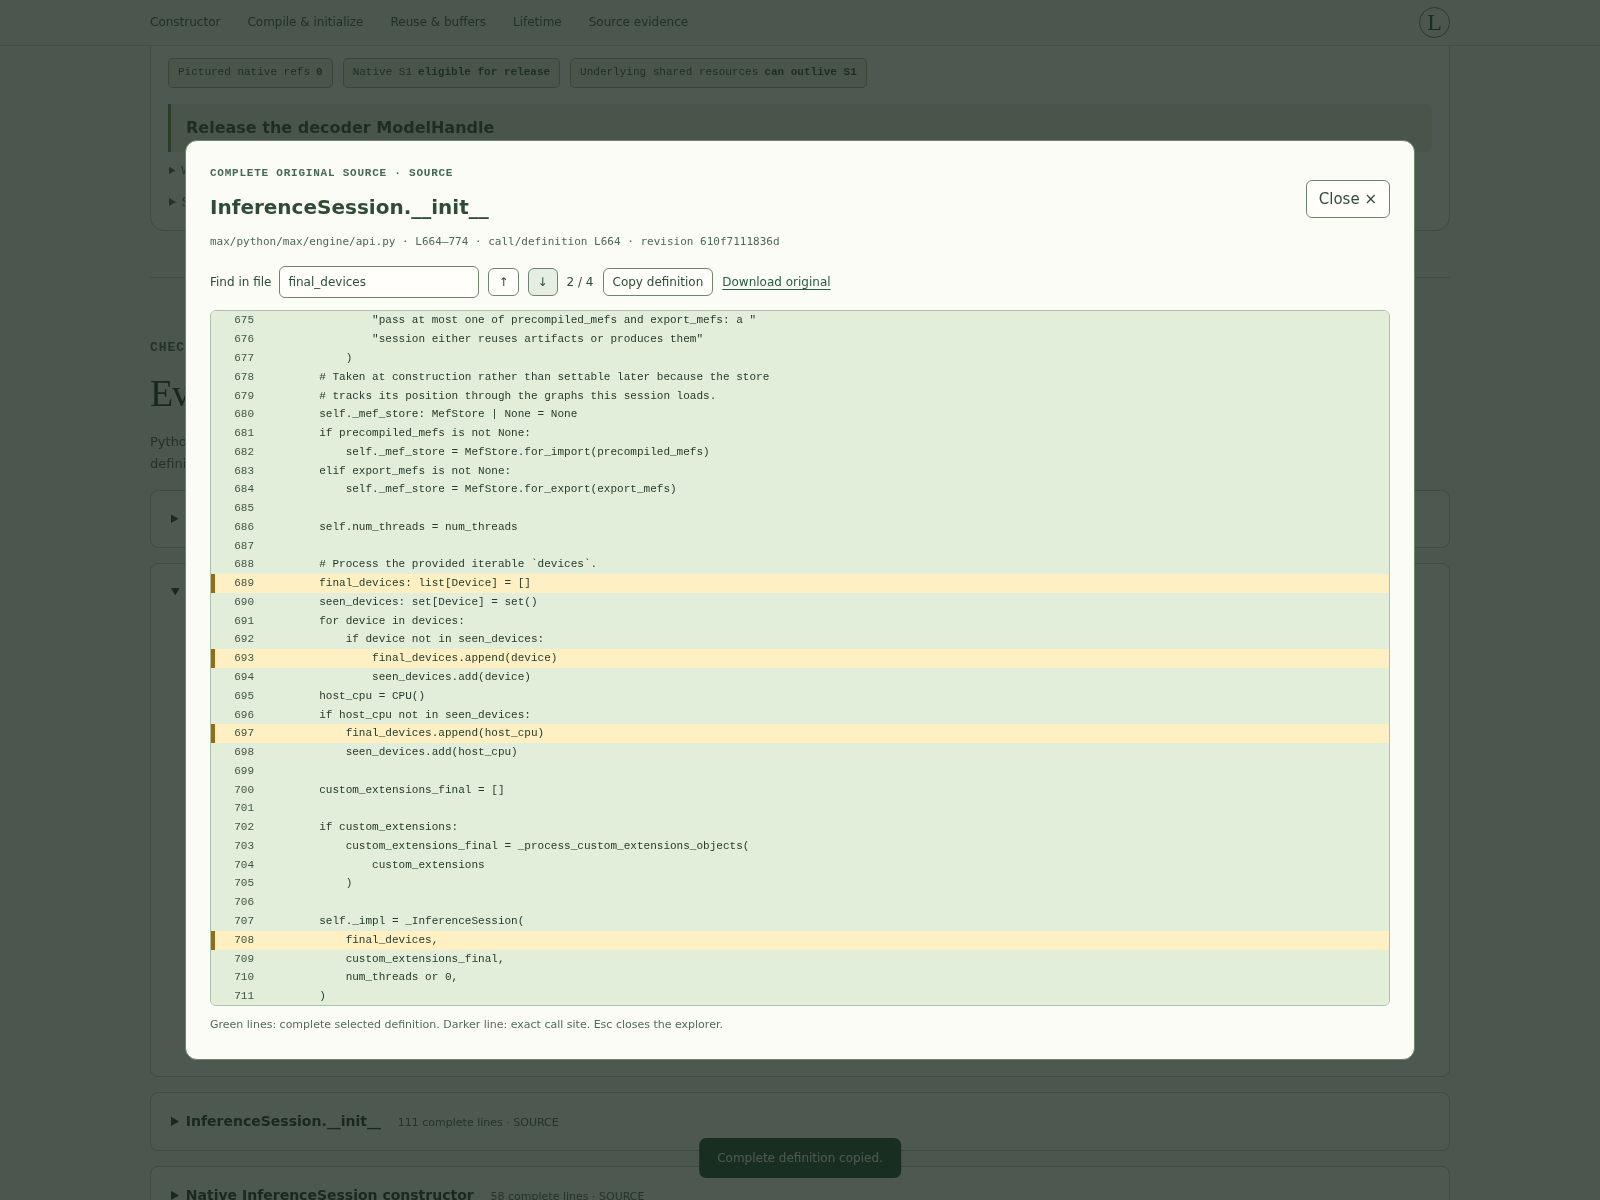 Constructor Compile & initialize Reuse & buffers Lifetime Source evidence L
Pictured native refs 0 Native S1 eligible for release Underlying shared resources can outlive S1
Release the decoder ModelHandle
COMPLETE ORIGINAL SOURCE · SOURCE
InferenceSession.__init__
Close ×
max/python/max/engine/api.py · L664–774 · call/definition L664 · revision 610f7111836d
Find in file final_devices ↑ ↓ 2 / 4 Copy definition Download original
675 "pass at most one of precompiled_mefs and export_mefs: a "
676 "session either reuses artifacts or produces them"
677 )
678 # Taken at construction rather than settable later because the store
679 # tracks its position through the graphs this session loads.
680 self._mef_store: MefStore | None = None
681 if precompiled_mefs is not None:
682 self._mef_store = MefStore.for_import(precompiled_mefs)
683 elif export_mefs is not None:
684 self._mef_store = MefStore.for_export(export_mefs)
685
686 self.num_threads = num_threads
687
688 # Process the provided iterable `devices`.
689 final_devices: list[Device] = []
690 seen_devices: set[Device] = set()
691 for device in devices:
692 if device not in seen_devices:
693 final_devices.append(device)
694 seen_devices.add(device)
695 host_cpu = CPU()
696 if host_cpu not in seen_devices:
697 final_devices.append(host_cpu)
698 seen_devices.add(host_cpu)
699
700 custom_extensions_final = []
701
702 if custom_extensions:
703 custom_extensions_final = _process_custom_extensions_objects(
704 custom_extensions
705 )
706
707 self._impl = _InferenceSession(
708 final_devices,
709 custom_extensions_final,
710 num_threads or 0,
711 )
Green lines: complete selected definition. Darker line: exact call site. Esc closes the explorer.
CHEC
Ev
Pytho
defini
InferenceSession.__init__ 111 complete lines · SOURCE
Complete definition copied.
Native InferenceSession constructor 58 complete lines · SOURCE